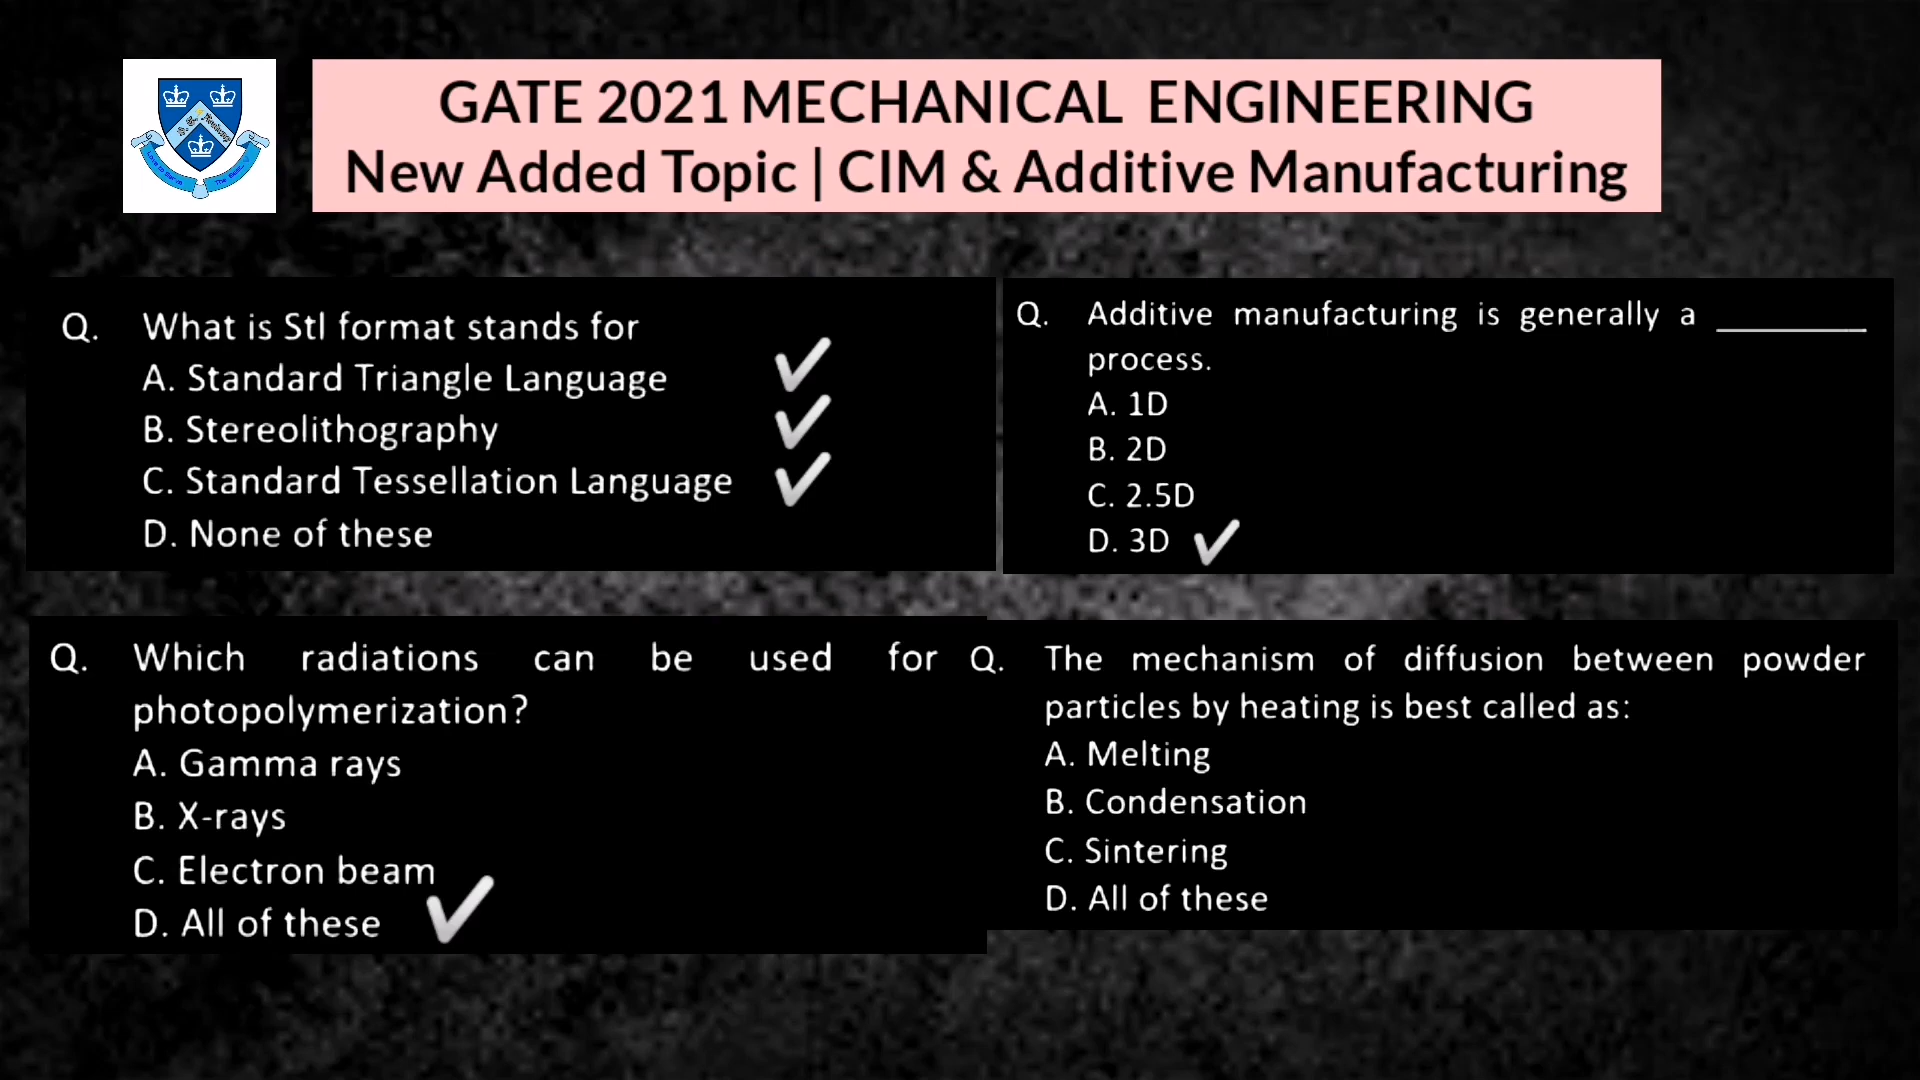 GATE 2021 MECHANICAL ENGINEERING
New Added Topic | CIM & Additive Manufacturing
Q. What is Stl format stands for
A. Standard Triangle Language
B. Stereolithography
C. Standard Tessellation Language
D. None of these
Q. Additive manufacturing is generally a ________
process.
A. 1D
B. 2D
C. 2.5D
D. 3D
Q. Which radiations can be used for
photopolymerization?
A. Gamma rays
B. X-rays
C. Electron beam
D. All of these
Q. The mechanism of diffusion between powder
particles by heating is best called as:
A. Melting
B. Condensation
C. Sintering
D. All of these